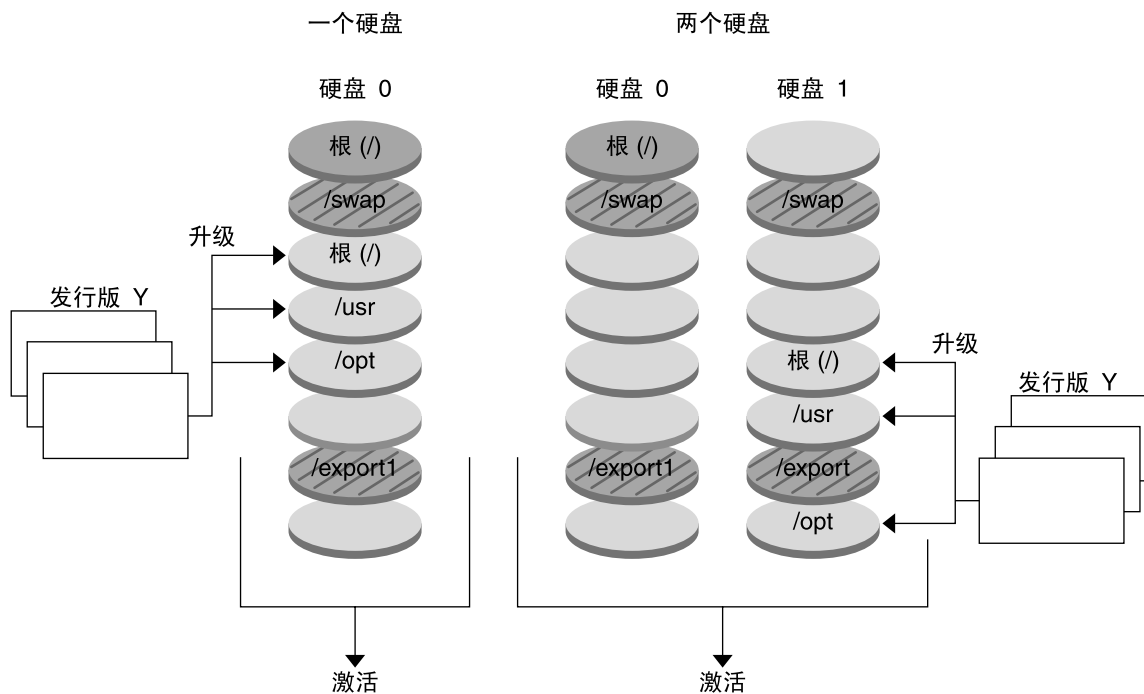 一个硬盘
两个硬盘
硬盘 0
硬盘 0
硬盘 1
根 (/)
根 (/)
/swap
/swap
/swap
升级
根 (/)
发行版 Y
/usr
/opt
根 (/)
升级
发行版 Y
/usr
/export1
/export1
/export
/opt
激活
激活